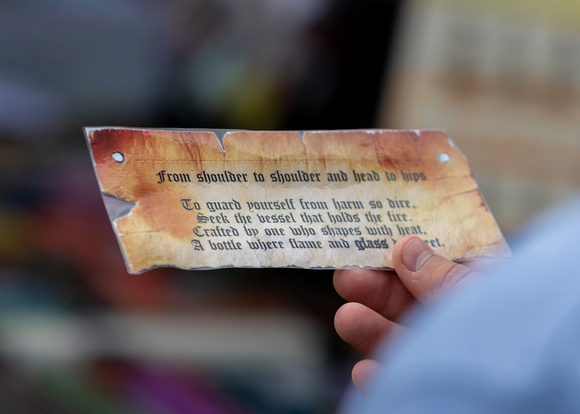 From shoulder to shoulder and head to hips
To guard yourself from harm so dire,
Seek the vessel that holds the fire.
Crafted by one who shapes with heat,
A bottle where flame and glass